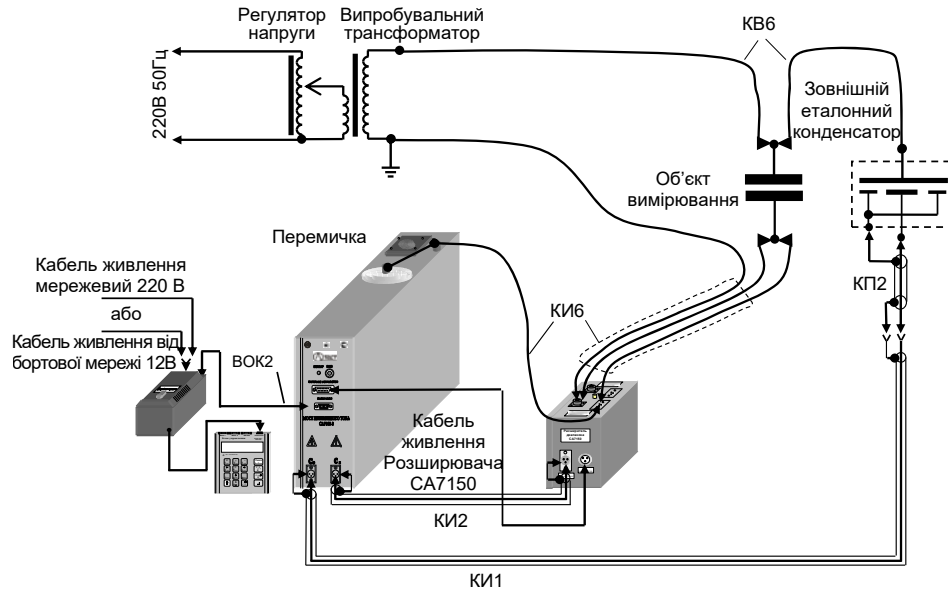 Регулятор
напруги
Випробувальний
трансформатор
КВ6
220В 50Гц
Зовнішній
еталонний
конденсатор
Об’єкт
вимірювання
Перемичка
Кабель живлення
мережевий 220 В
або
Кабель живлення від
бортової мережі 12В
ВОК2
КИ6
КП2
Кабель
живлення
Розширювача
СА7150
КИ2
КИ1